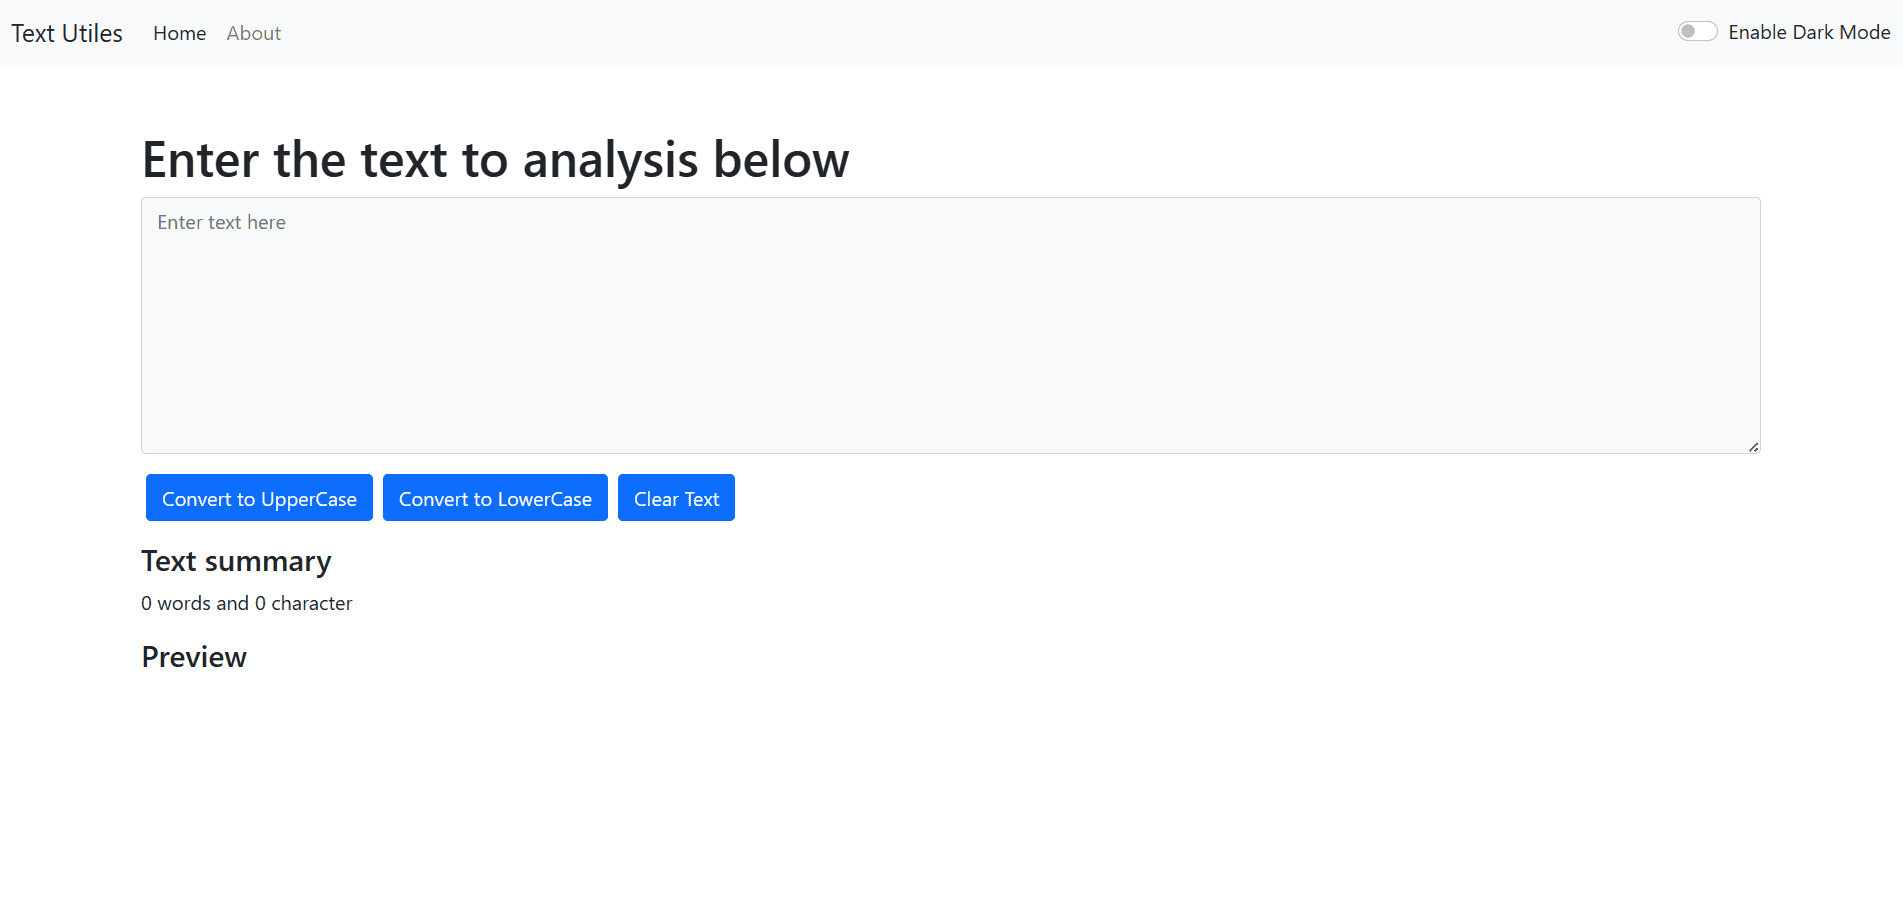 Text Utiles Home About Enable Dark Mode
Enter the text to analysis below
Enter text here
Convert to UpperCase Convert to LowerCase Clear Text
Text summary
0 words and 0 character
Preview